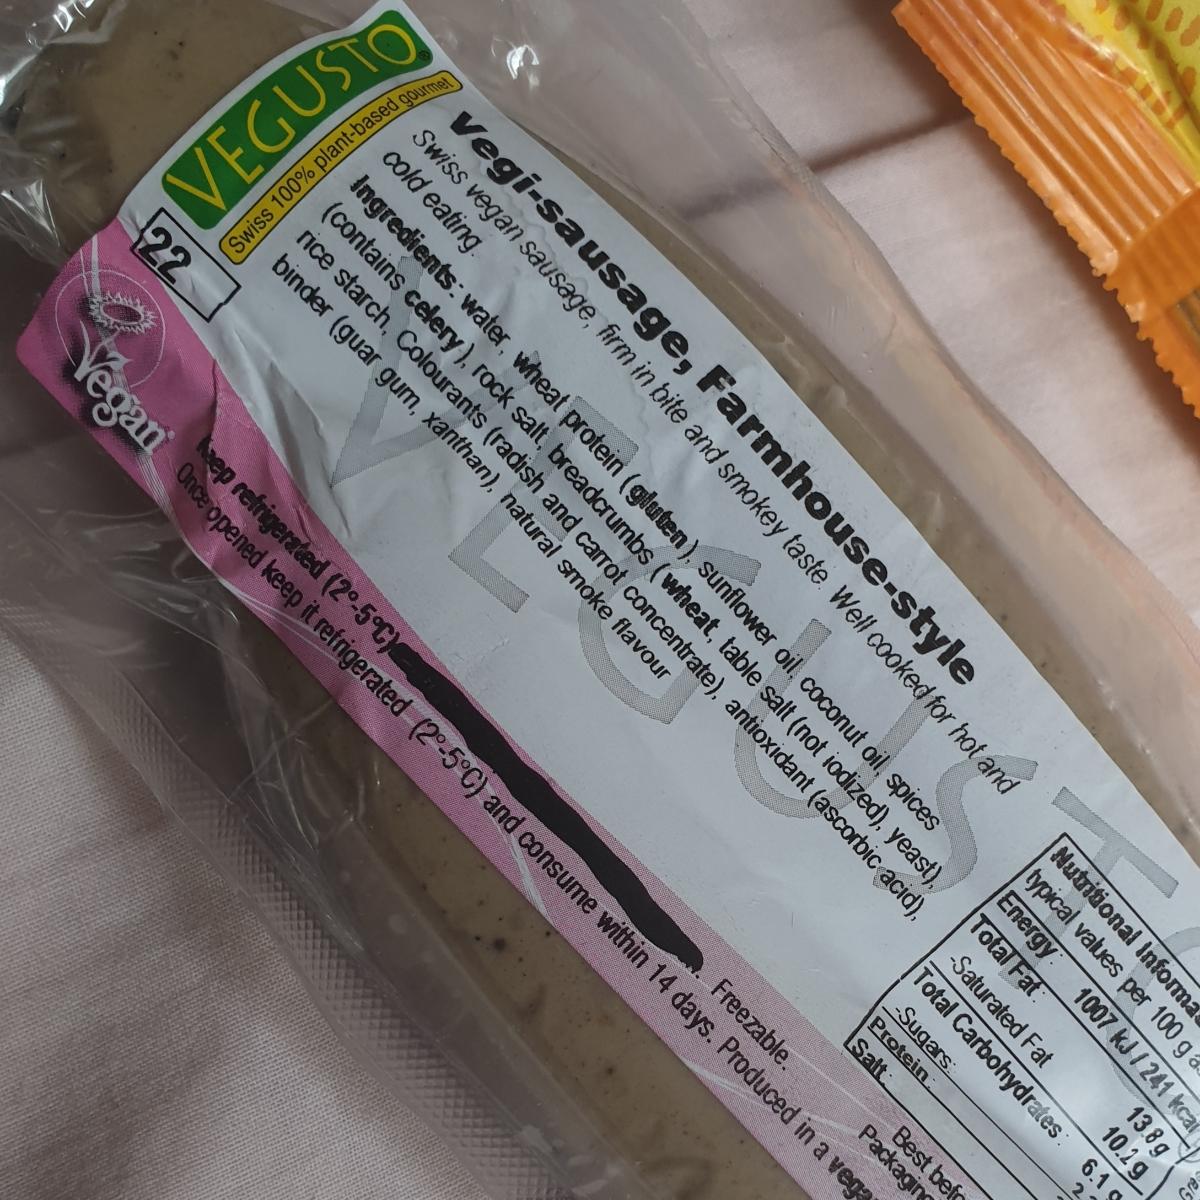 VEGUSTO®
Swiss 100% plant-based gourmet
22
Vegan
Vegi-sausage, Farmhouse-style
Swiss vegan sausage, firm in bite and smokey taste. Well cooked for hot and
cold eating.
Ingredients: water, wheat protein (gluten), sunflower oil, coconut oil, spices
(contains celery), rock salt, breadcrumbs (wheat, table salt (not iodized), yeast),
rice starch, Colourants (radish and carrot concentrate), antioxidant (ascorbic acid),
binder (guar gum, xanthan), natural smoke flavour
VEGUSTO
Keep refrigerated (2°-5°C) Freezable.
Once opened keep it refrigerated (2°-5°C) and consume within 14 days. Produced in a
Nutritional
typical values per 100 g
Energy: 1007 kJ / 241 kcal
Total Fat: 13.8 g
-Saturated Fat 10.2 g
Total Carbohydrates: 6.1
-Sugars:
Protein:
Salt:
Best